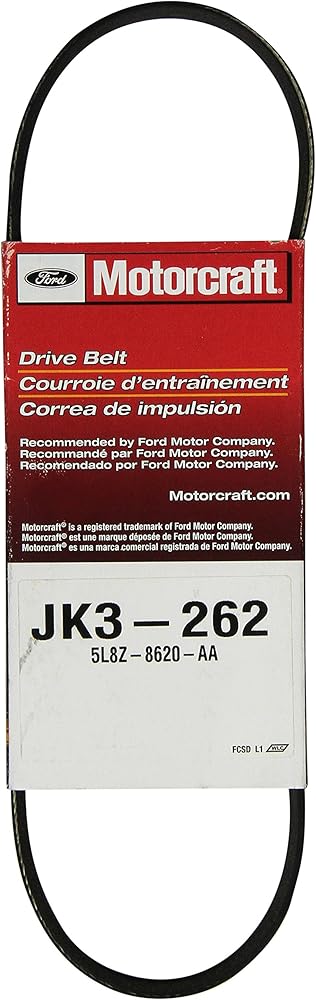 Ford
Motorcraft®
Drive Belt
Courroie d'entraînement
Correa de impulsión
Recommended by Ford Motor Company.
Recommandé par Ford Motor Company.
Recomendado por Ford Motor Company.
Motorcraft.com
Motorcraft® is a registered trademark of Ford Motor Company.
Motorcraft® est une marque déposée de Ford Motor Company.
Motorcraft® es una marca comercial registrada de Ford Motor Company.
JK3-262
5L8Z-8620-AA
FCSD L1 WLC